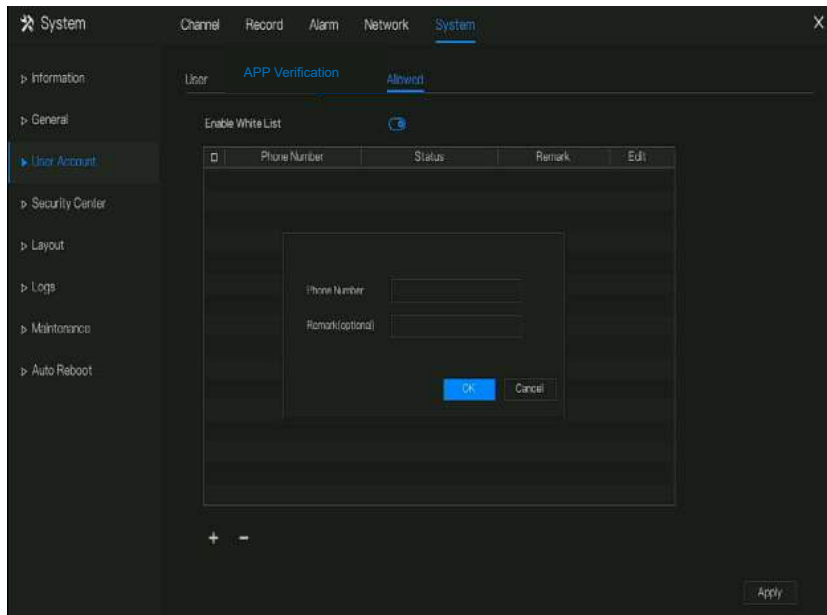 System
Channel Record Alarm Network System X
Information
User APP Verification Allowed
General
Enable White List
User Account
Phone Number Status Remark Edit
Security Center
Layout
Logs
Phone Number
Maintenance
Remark(optional)
Auto Reboot
OK Cancel
+ -
Apply